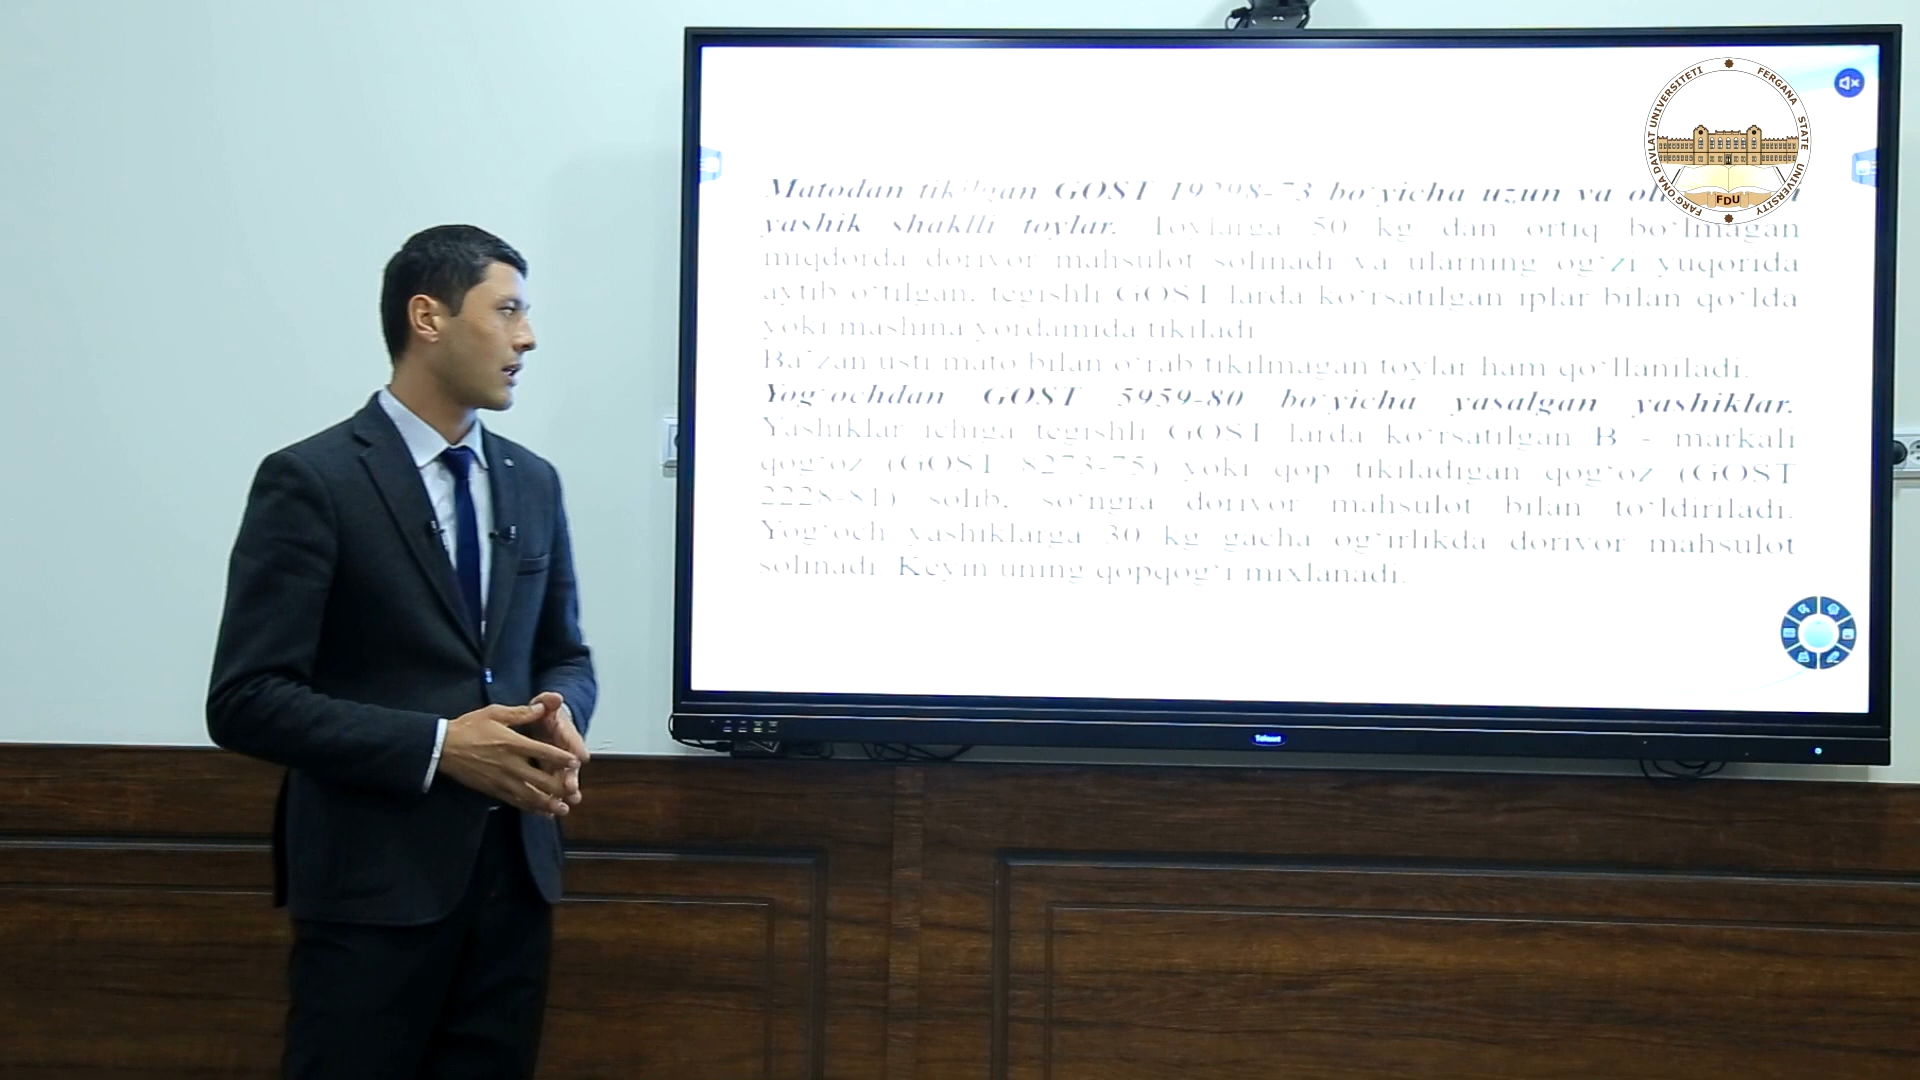 Matodan tikilgan GOST 19298-73 bo‘yicha uzun va
yashik shaklli toylar. Toylarga 50 kg dan ortiq bo‘lmagan
miqdorda dorivor mahsulot solinadi va ularning og‘zi yuqorida
aytib o‘tilgan, tegishli GOST larda ko‘rsatilgan iplar bilan qo‘lda
yoki mashina yordamida tikiladi
Ba’zan usti mato bilan o‘rab tikilmagan toylar ham qo‘llaniladi.
Yog‘ochdan GOST 5959-80 bo‘yicha yasalgan yashiklar.
Yashiklar ichiga tegishli GOST larda ko‘rsatilgan B - markali
qog‘oz (GOST 8273-75) yoki qop tikiladigan qog‘oz (GOST
2228-81) solib, so‘ngra dorivor mahsulot bilan to‘ldiriladi.
Yog‘och yashiklarga 30 kg gacha og‘irlikda dorivor mahsulot
solinadi. Keyin uning qopqog‘i mixlanadi.
FARG'ONA DAVLAT UNIVERSITETI
FERGANA STATE UNIVERSITY
FDU